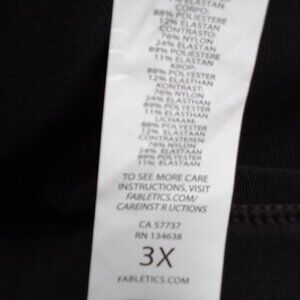 11% ELASTAN
CORPO:
88% POLIESTERE
12% ELASTAN
CONTRASTO:
76% NYLON
24% ELASTAN
89% POLIESTERE
11% ELASTAN
KROP:
88% POLYESTER
12% ELASTHAN
KONTRAST:
76% NYLON
24% ELASTHAN
89% POLYESTER
11% ELASTHAN
LICHAAM:
88% POLYESTER
12% ELASTAAN
CONTRASTEREN:
76% NYLON
24% ELASTAAN
89% POLYESTER
11% ELASTAAN
TO SEE MORE CARE
INSTRUCTIONS, VISIT
FABLETICS.COM/
CAREINSTRUCTIONS
CA 57737
RN 134638
3X
FABLETICS.COM